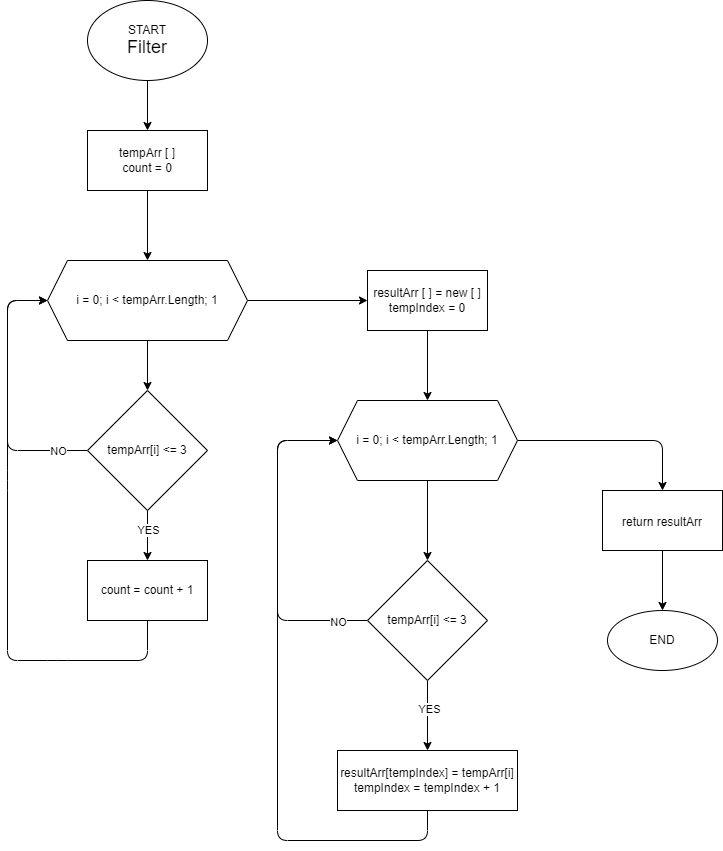 START
Filter
tempArr [ ]
count = 0
i = 0; i < tempArr.Length; 1
tempArr[i] <= 3
NO
YES
count = count + 1
resultArr [ ] = new [ ]
tempIndex = 0
i = 0; i < tempArr.Length; 1
tempArr[i] <= 3
NO
YES
resultArr[tempIndex] = tempArr[i]
tempIndex = tempIndex + 1
return resultArr
END